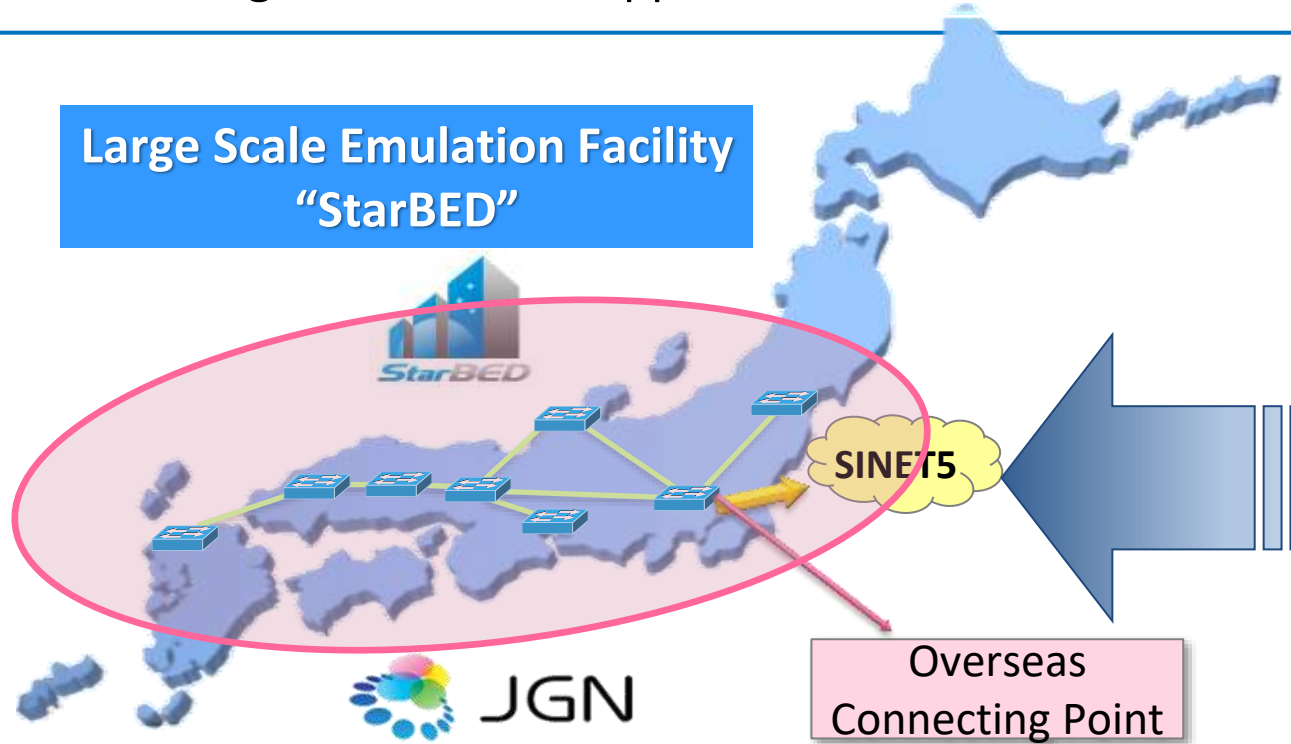 Large Scale Emulation Facility
“StarBED”
StarBED
SINET5
JGN
Overseas
Connecting Point